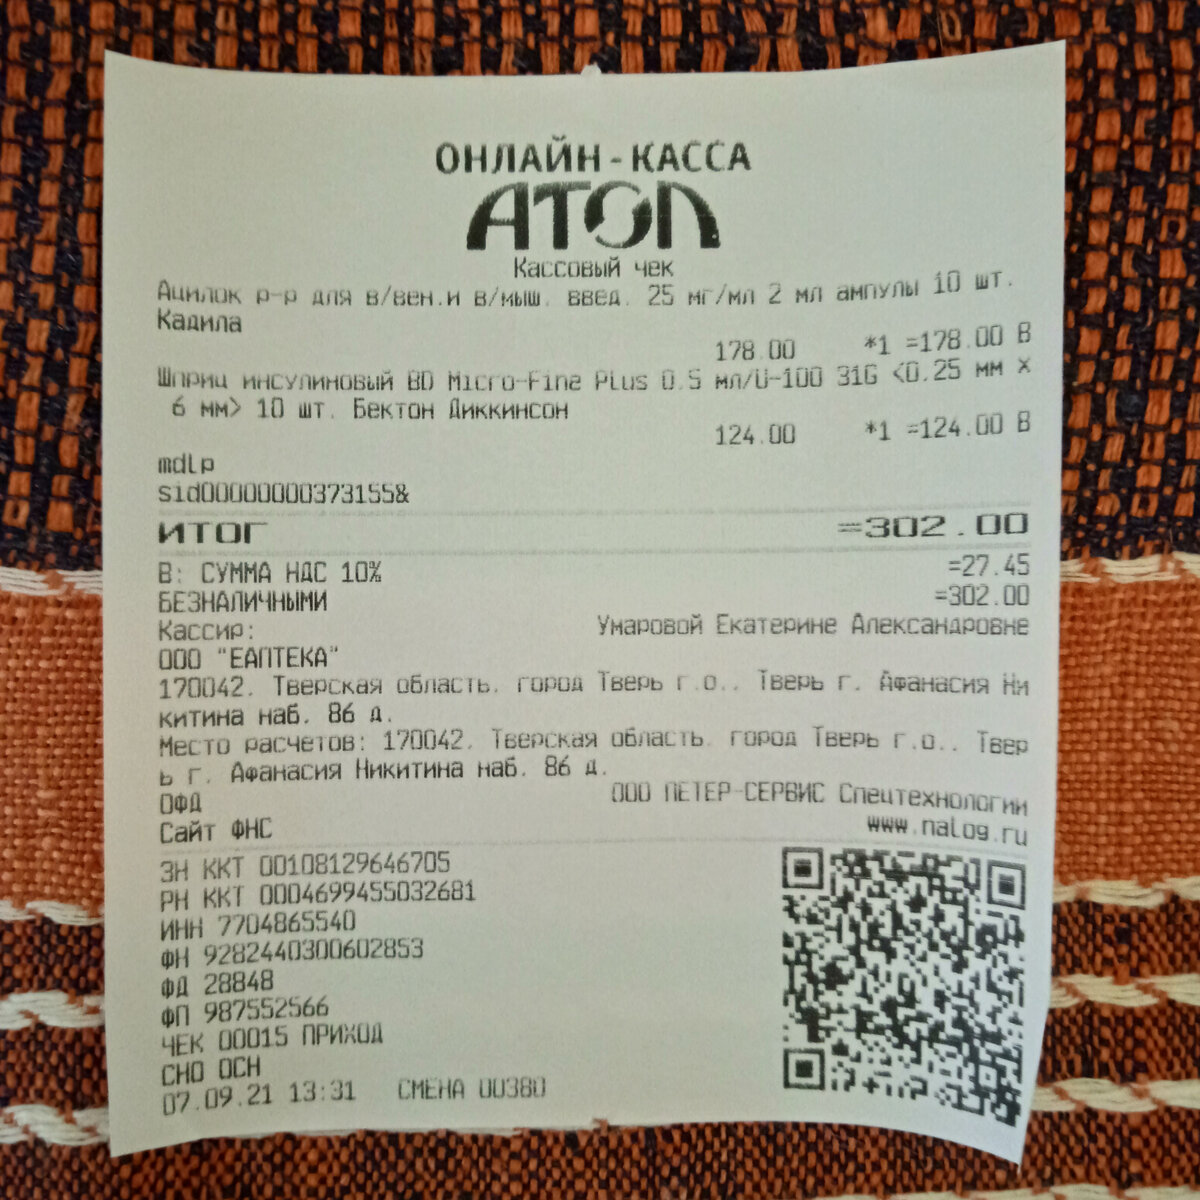 ОНЛАЙН-КАССА
АТОЛ
Кассовый чек
Ацилок р-р для в/вен.и в/мыш. введ. 25 мг/мл 2 мл ампулы 10 шт.
Кадила
178.00 *1 =178.00 В
Шприц инсулиновый BD Micro-Fine Plus 0.5 мл/U-100 31G <0.25 мм х
6 мм> 10 шт. Бектон Диккинсон
124.00 *1 =124.00 В
mdlp
sid00000000373155&
ИТОГ =302.00
В: СУММА НДС 10% =27.45
БЕЗНАЛИЧНЫМИ =302.00
Кассир: Умаровой Екатерине Александровне
ООО "ЕАПТЕКА"
170042, Тверская область, город Тверь г.о., Тверь г, Афанасия Ни
китина наб, 86 д.
Место расчетов: 170042, Тверская область, город Тверь г.о., Твер
ь г, Афанасия Никитина наб, 86 д.
ОФД ООО ПЕТЕР-СЕРВИС Спецтехнологии
Сайт ФНС www.nalog.ru
ЗН ККТ 00108129646705
РН ККТ 0004699455032681
ИНН 7704865540
ФН 9282440300602853
ФД 28848
ФП 987552566
ЧЕК 00015 ПРИХОД
СНО ОСН
07.09.21 13:31 СМЕНА 00380